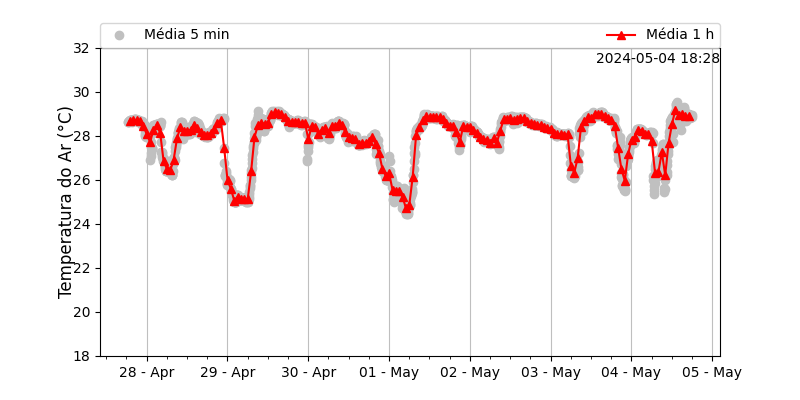 Média 5 min
Média 1 h
2024-05-04 18:28
Temperatura do Ar (°C)
32
30
28
26
24
22
20
18
28 - Apr
29 - Apr
30 - Apr
01 - May
02 - May
03 - May
04 - May
05 - May